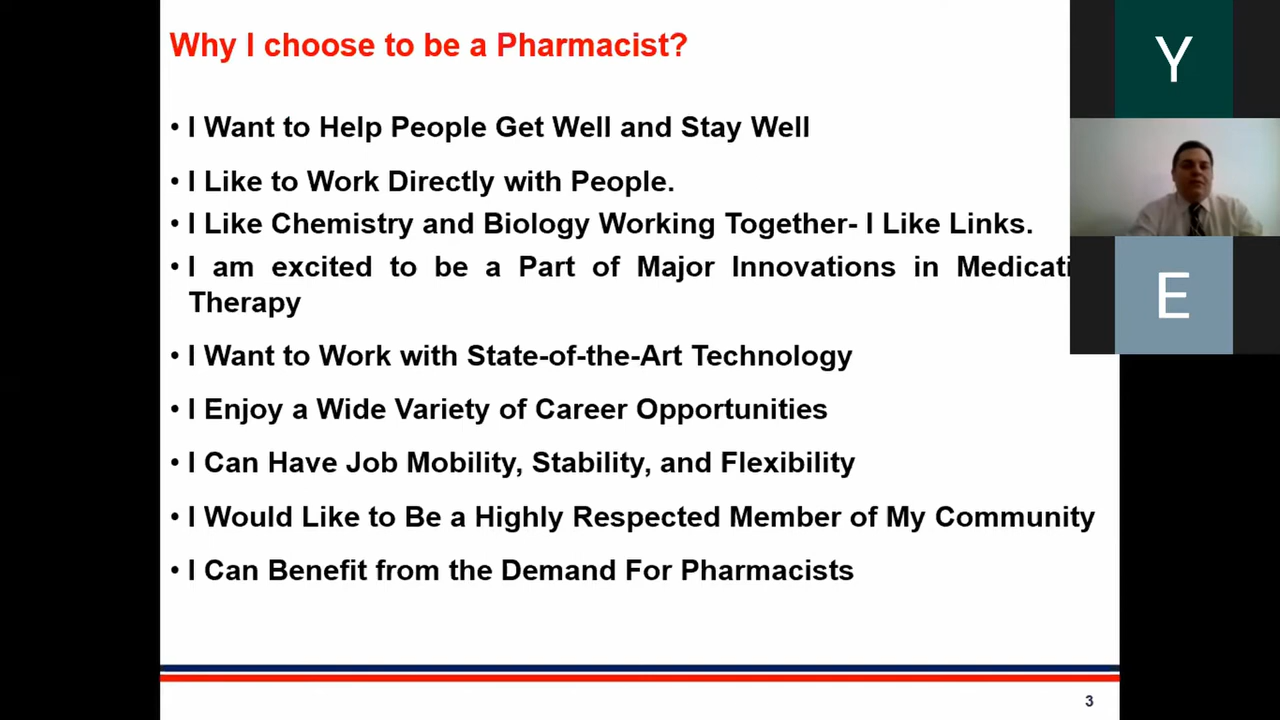 Why I choose to be a Pharmacist?
• I Want to Help People Get Well and Stay Well
• I Like to Work Directly with People.
• I Like Chemistry and Biology Working Together- I Like Links.
• I am excited to be a Part of Major Innovations in Medicati
Therapy
• I Want to Work with State-of-the-Art Technology
• I Enjoy a Wide Variety of Career Opportunities
• I Can Have Job Mobility, Stability, and Flexibility
• I Would Like to Be a Highly Respected Member of My Community
• I Can Benefit from the Demand For Pharmacists
3
Y
E